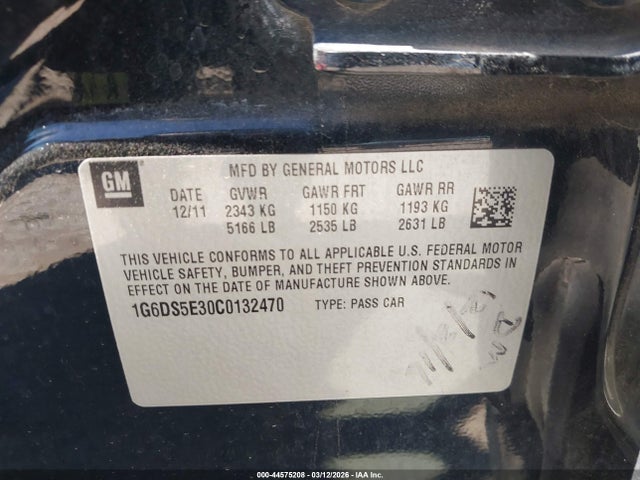 GM
MFD BY GENERAL MOTORS LLC
DATE GVWR GAWR FRT GAWR RR
12/11 2343 KG 1150 KG 1193 KG
5166 LB 2535 LB 2631 LB
THIS VEHICLE CONFORMS TO ALL APPLICABLE U.S. FEDERAL MOTOR
VEHICLE SAFETY, BUMPER, AND THEFT PREVENTION STANDARDS IN
EFFECT ON THE DATE OF MANUFACTURE SHOWN ABOVE.
1G6DS5E30C0132470 TYPE: PASS CAR
000-44575208 - 03/12/2026 - IAA Inc.